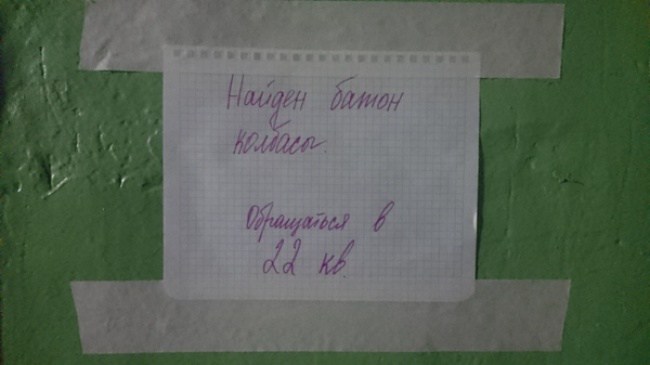 Найден батон
колбасы.
Обращаться в
22 кв.